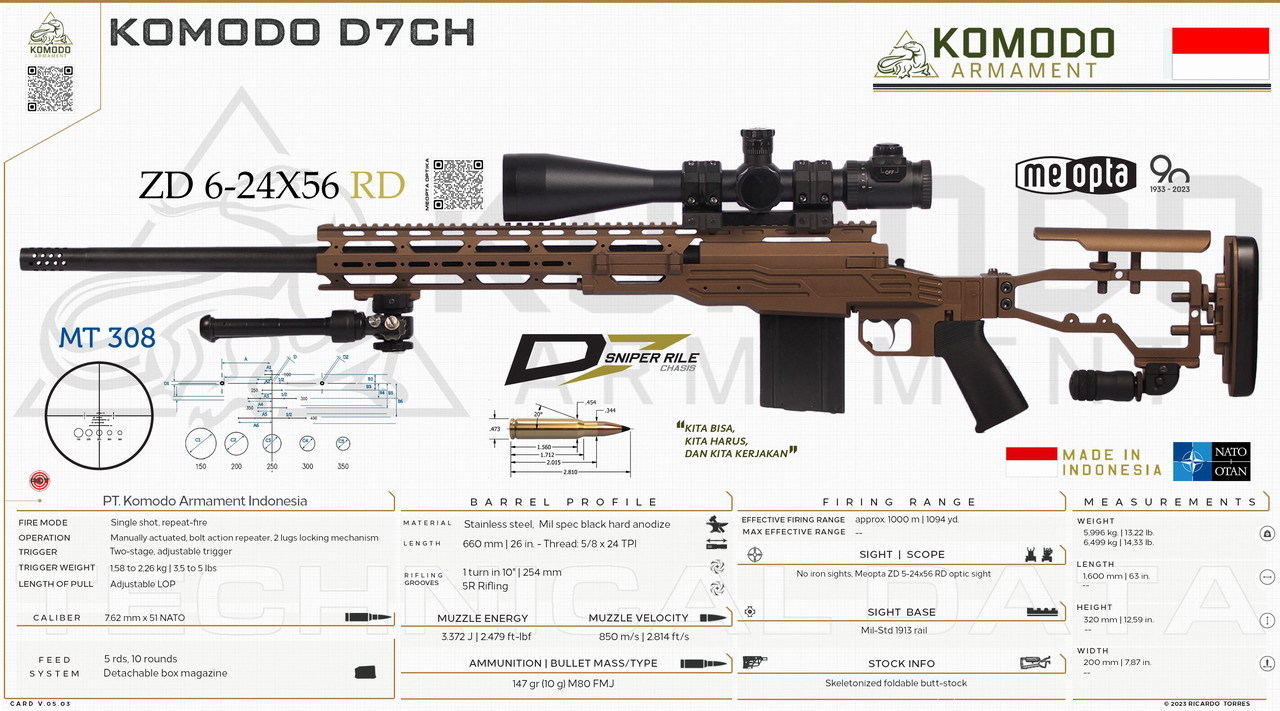 KOMODO D7CH
KOMODO
ARMAMENT
KOMODO
ARMAMENT
ZD 6-24X56 RD
MEOPTA OPTIKA
meopta
90
1933 - 2023
OFF
MT 308
D7
SNIPER RILE
CHASIS
.454
20°
.344
.473
1.560
1.712
2.015
2.810
"KITA BISA,
KITA HARUS,
DAN KITA KERJAKAN"
150 200 250 300 350
MADE IN
INDONESIA
NATO
OTAN
PT. Komodo Armament Indonesia
FIRE MODE Single shot, repeat-fire
OPERATION Manually actuated, bolt action repeater, 2 lugs locking mechanism
TRIGGER Two-stage, adjustable trigger
TRIGGER WEIGHT 1,58 to 2.26 kg | 3,5 to 5 lbs
LENGTH OF PULL Adjustable LOP
CALIBER 7.62 mm x 51 NATO
FEED
SYSTEM
5 rds, 10 rounds
Detachable box magazine
BARREL PROFILE
MATERIAL Stainless steel, Mil spec black hard anodize
LENGTH 660 mm | 26 in. - Thread: 5/8 x 24 TPI
RIFLING
GROOVES
1 turn in 10" | 254 mm
5R Rifling
MUZZLE ENERGY MUZZLE VELOCITY
3.372 J | 2.479 ft-lbf 850 m/s | 2.814 ft/s
AMMUNITION | BULLET MASS/TYPE
147 gr (10 g) M80 FMJ
FIRING RANGE
EFFECTIVE FIRING RANGE approx. 1000 m | 1094 yd.
MAX EFFECTIVE RANGE --
SIGHT | SCOPE
No iron sights, Meopta ZD 5-24x56 RD optic sight
SIGHT BASE
Mil-Std 1913 rail
STOCK INFO
Skeletonized foldable butt-stock
MEASUREMENTS
WEIGHT
5,996 kg. | 13,22 lb.
6,499 kg | 14,33 lb.
LENGTH
1,600 mm | 63 in.
--
HEIGHT
320 mm | 12,59 in.
--
WIDTH
200 mm | 7,87 in.
--
TECHNICAL DATA
CARD V.05.03
© 2023 RICARDO TORRES